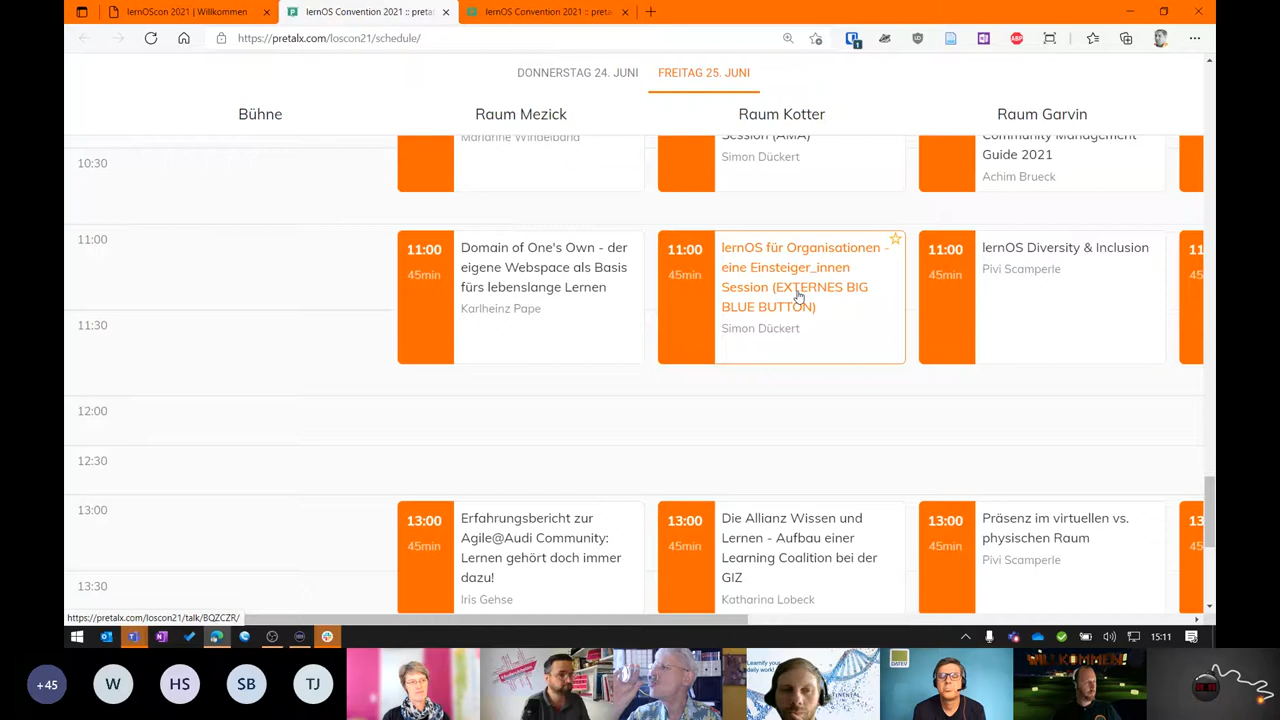 lernOScon 2021 | Willkommen
lernOS Convention 2021 :: preta
lernOS Convention 2021 :: preta
https://pretalx.com/loscon21/schedule/
1
ABP
DONNERSTAG 24. JUNI
FREITAG 25. JUNI
Bühne
Raum Mezick
Raum Kotter
Raum Garvin
10:30
Marianne Windelband
Session (AMA)
Simon Dückert
Community Management
Guide 2021
Achim Brueck
11:00
11:00
45min
Domain of One's Own - der
eigene Webspace als Basis
fürs lebenslange Lernen
Karlheinz Pape
11:00
45min
lernOS für Organisationen -
eine Einsteiger_innen
Session (EXTERNES BIG
BLUE BUTTON)
Simon Dückert
11:00
45min
lernOS Diversity & Inclusion
Pivi Scamperle
11:30
12:00
12:30
13:00
13:00
45min
Erfahrungsbericht zur
Agile@Audi Community:
Lernen gehört doch immer
dazu!
Iris Gehse
13:00
45min
Die Allianz Wissen und
Lernen - Aufbau einer
Learning Coalition bei der
GIZ
Katharina Lobeck
13:00
45min
Präsenz im virtuellen vs.
physischen Raum
Pivi Scamperle
13:30
https://pretalx.com/loscon21/talk/BQZCZR/
15:11
+45
W
HS
SB
TJ
DATEV
WILLKOMMEN